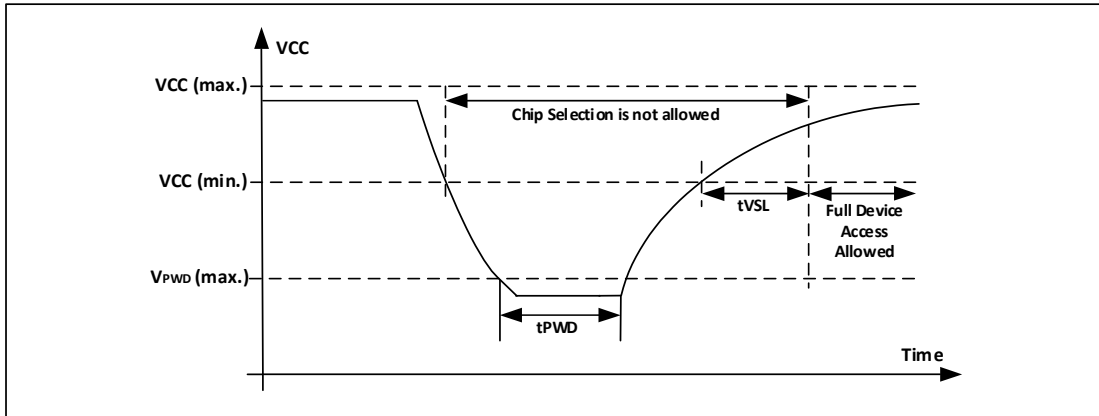 VCC
VCC (max.)
Chip Selection is not allowed
VCC (min.)
tVSL
Full Device
Access
Allowed
VPWD (max.)
tPWD
Time